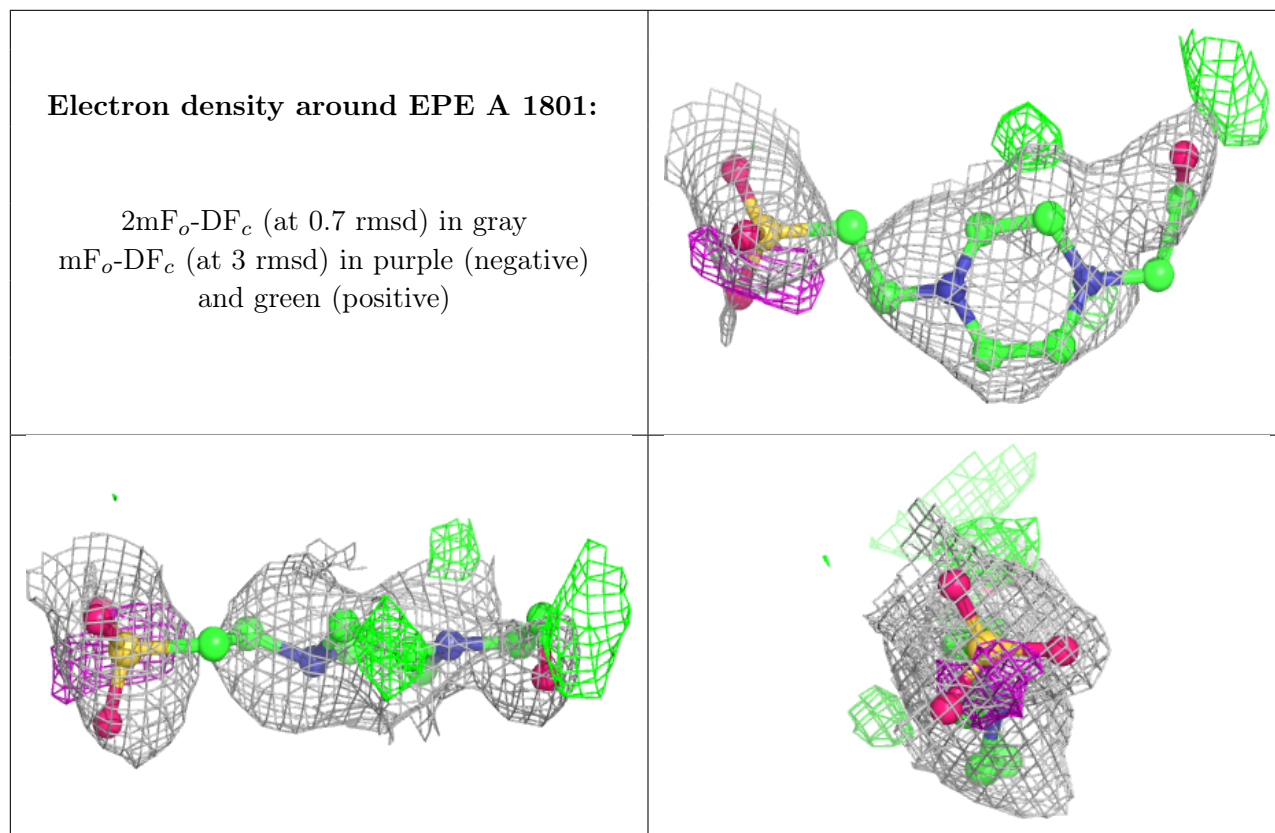 Electron density around EPE A 1801:
2mFo-DFc (at 0.7 rmsd) in gray
mFo-DFc (at 3 rmsd) in purple (negative)
and green (positive)